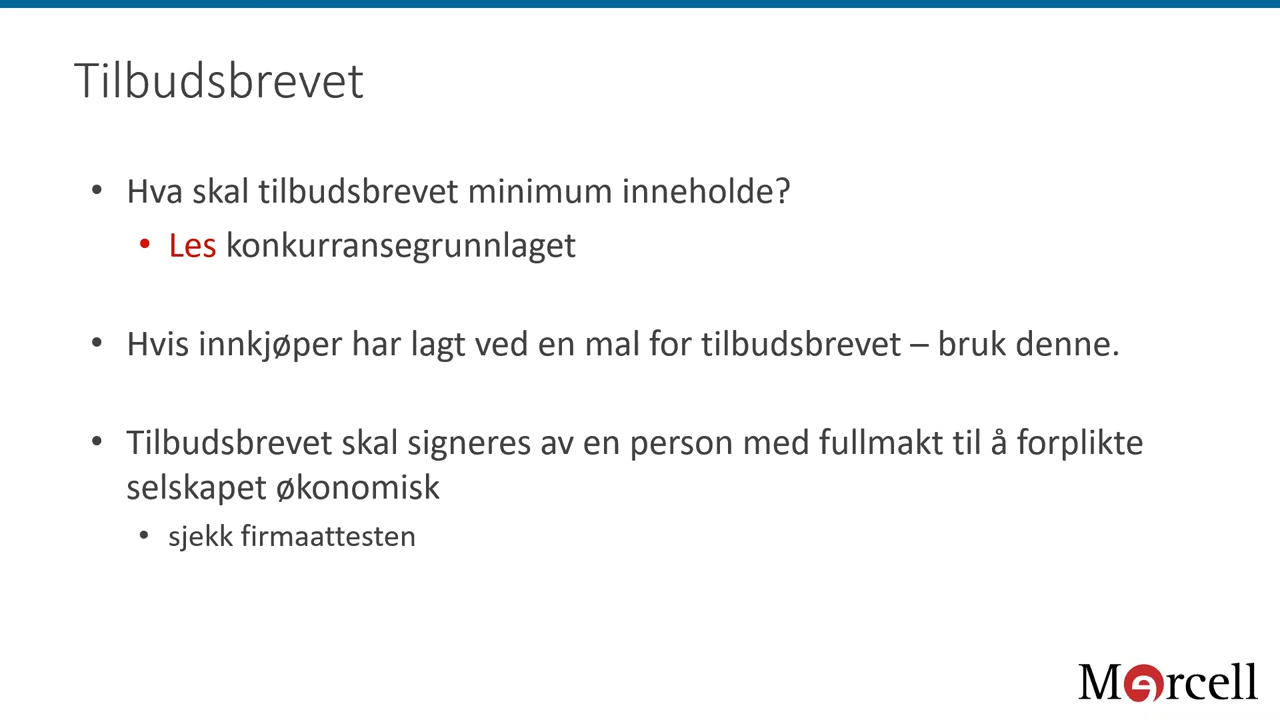 Tilbudsbrevet
• Hva skal tilbudsbrevet minimum inneholde?
• Les konkurransegrunnlaget
• Hvis innkjøper har lagt ved en mal for tilbudsbrevet – bruk denne.
• Tilbudsbrevet skal signeres av en person med fullmakt til å forplikte
selskapet økonomisk
• sjekk firmaattesten
Mercell